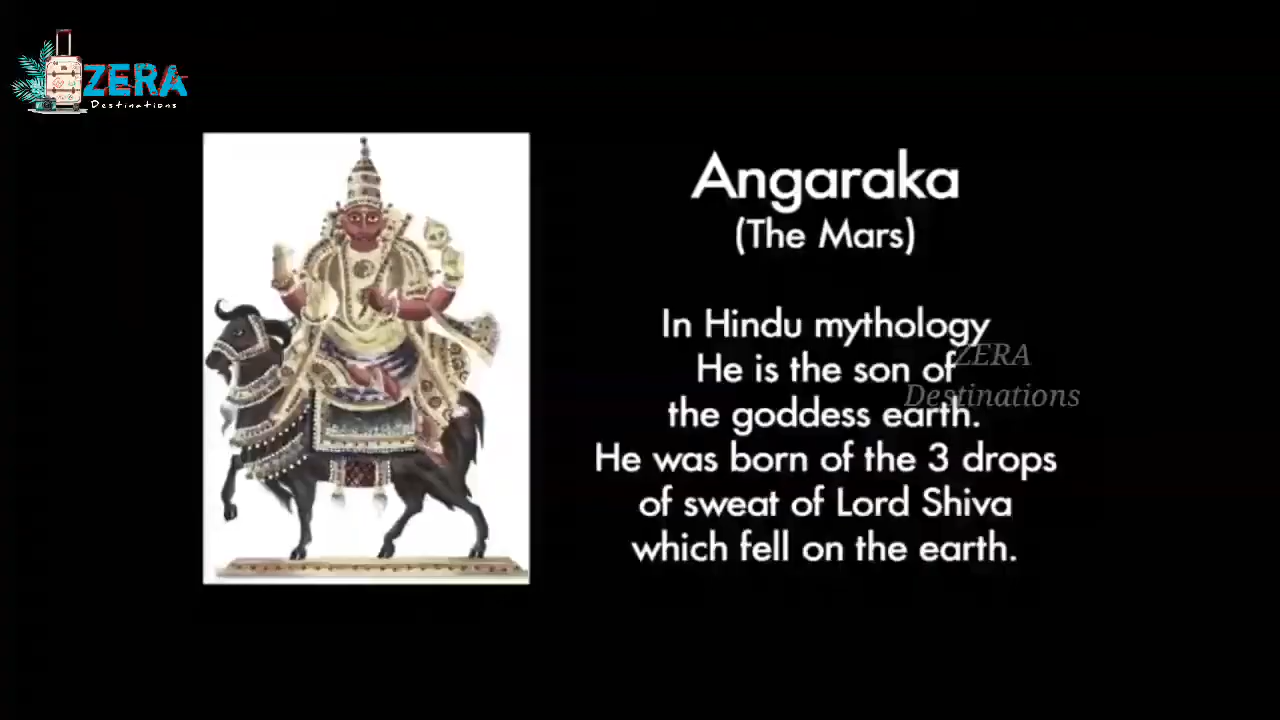 ZERA
Destinations
Angaraka
(The Mars)
In Hindu mythology
He is the son of
the goddess earth.
He was born of the 3 drops
of sweat of Lord Shiva
which fell on the earth.
ZERA
Destinations